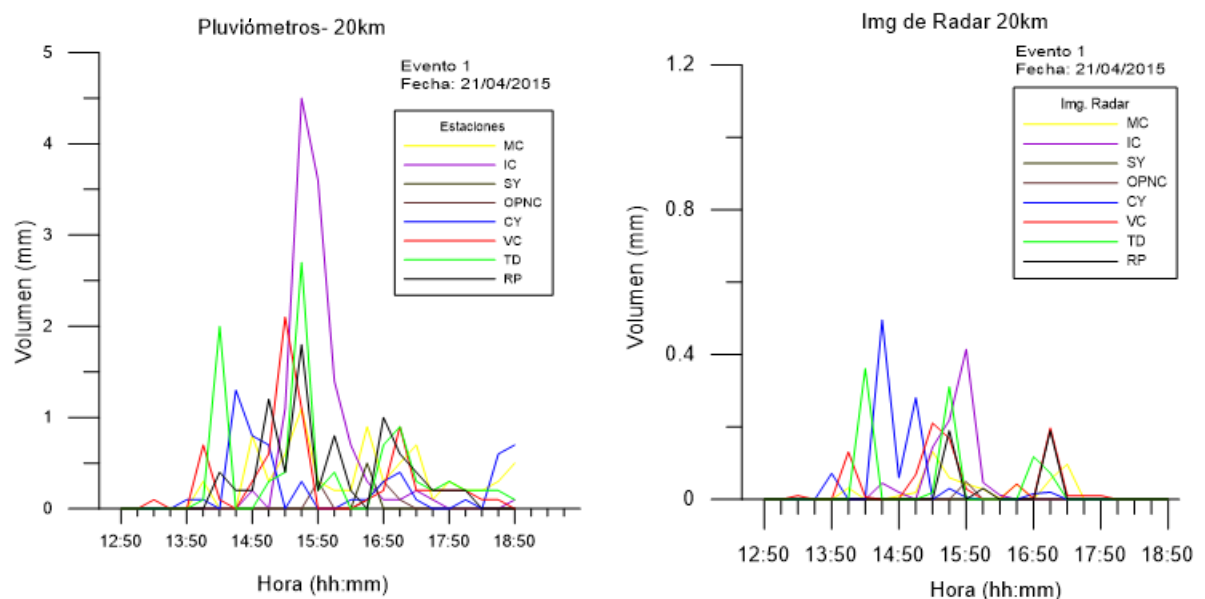 Pluviómetros- 20km
Evento 1
Fecha: 21/04/2015
Estaciones
MC
IC
SY
OPNC
CY
VC
TD
RP
5
4
3
2
1
0
Volumen (mm)
12:50 13:50 14:50 15:50 16:50 17:50 18:50
Hora (hh:mm)
Img de Radar 20km
Evento 1
Fecha: 21/04/2015
Img. Radar
MC
IC
SY
OPNC
CY
VC
TD
RP
1.2
0.8
0.4
0
Volumen (mm)
12:50 13:50 14:50 15:50 16:50 17:50 18:50
Hora (hh:mm)